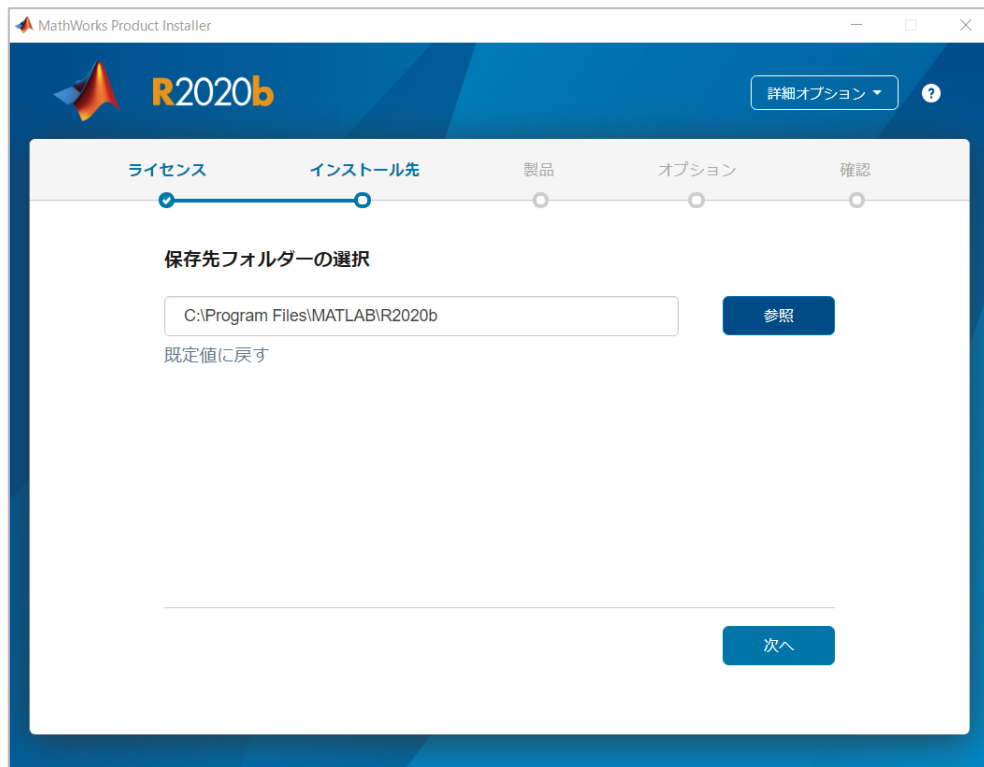 MathWorks Product Installer
R2020b
詳細オプション
?
ライセンス
インストール先
製品
オプション
確認
保存先フォルダーの選択
C:\Program Files\MATLAB\R2020b
参照
既定値に戻す
次へ